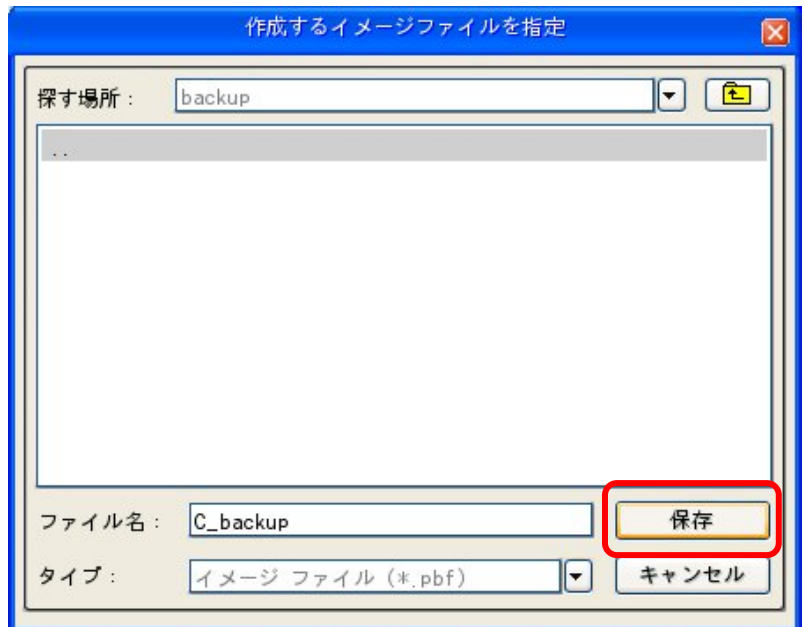 作成するイメージファイルを指定
探す場所: backup
..
ファイル名: C_backup 保存
タイプ: イメージ ファイル (*.pbf) キャンセル